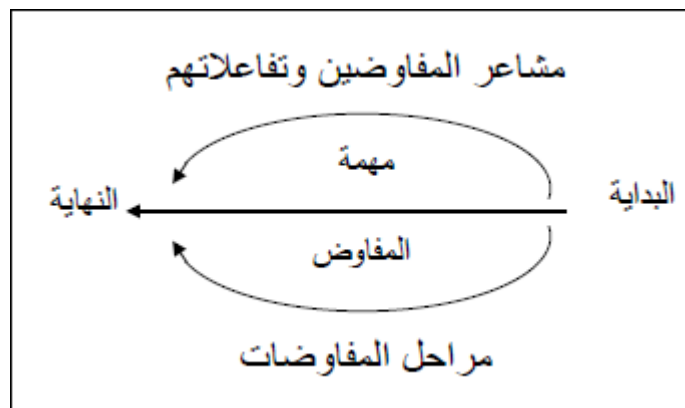 مشاعر المفاوضين وتفاعلاتهم
مهمة
البداية
النهاية
المفاوض
مراحل المفاوضات